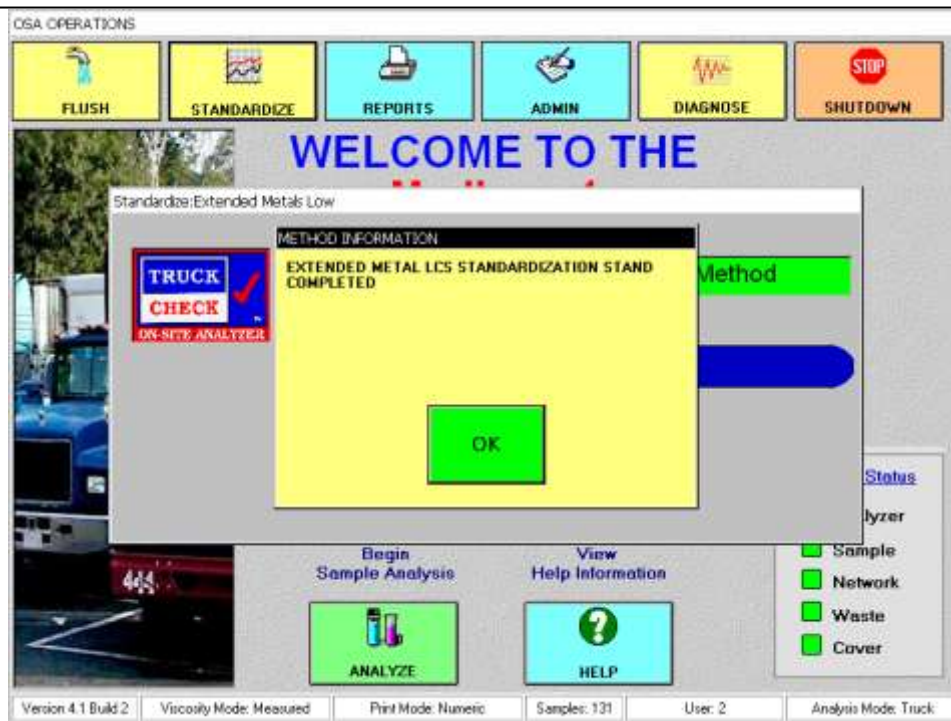 OSA OPERATIONS
FLUSH
STANDARDIZE
REPORTS
ADMIN
DIAGNOSE
STOP
SHUTDOWN
WELCOME TO THE
Standardize:Extended Metals Low
METHOD INFORMATION
TRUCK
CHECK
ON-SITE ANALYZER
EXTENDED METAL LCS STANDARDIZATION STAND
COMPLETED
Method
OK
Status
lyzer
Sample
Network
Waste
Cover
Begin
Sample Analysis
View
Help Information
444
ANALYZE
?
HELP
Version 4.1 Build 2
Viscosity Mode: Measured
Print Mode: Numeric
Samples: 131
User: 2
Analysis Mode: Truck